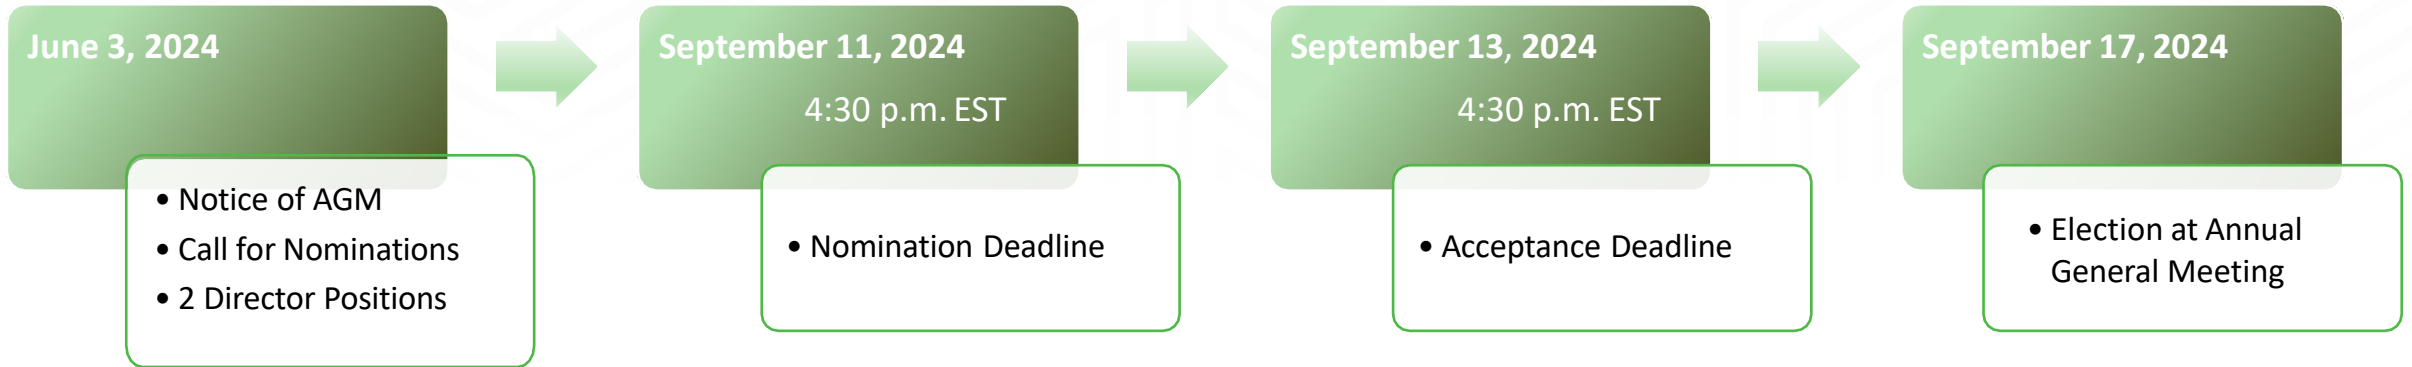 June 3, 2024
• Notice of AGM
• Call for Nominations
• 2 Director Positions
September 11, 2024
4:30 p.m. EST
• Nomination Deadline
September 13, 2024
4:30 p.m. EST
• Acceptance Deadline
September 17, 2024
• Election at Annual
General Meeting